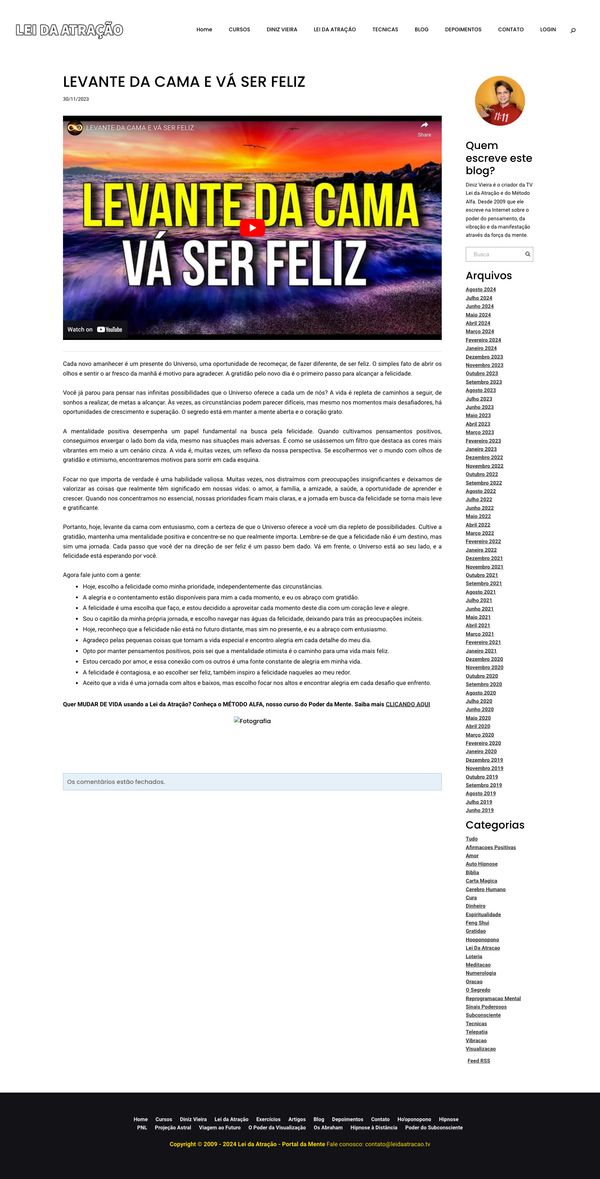 LEI DA ATRAÇÃO
Home CURSOS DINIZ VIEIRA LEI DA ATRAÇÃO TECNICAS BLOG DEPOIMENTOS CONTATO LOGIN
LEVANTE DA CAMA E VÁ SER FELIZ
30/11/2023
LEVANTE DA CAMA E VÁ SER FELIZ
Share
LEVANTE DA CAMA
VÁ SER FELIZ
Watch on YouTube
Cada novo amanhecer é um presente do Universo, uma oportunidade de recomeçar, de fazer diferente, de ser feliz. O simples fato de abrir os
olhos e sentir o ar fresco da manhã é motivo para agradecer. A gratidão pelo novo dia é o primeiro passo para alcançar a felicidade.
Você já parou para pensar nas infinitas possibilidades que o Universo oferece a cada um de nós? A vida é repleta de caminhos a seguir, de
sonhos a realizar, de metas a alcançar. Às vezes, as circunstâncias podem parecer difíceis, mas mesmo nos momentos mais desafiadores, há
oportunidades de crescimento e superação. O segredo está em manter a mente aberta e o coração grato.
A mentalidade positiva desempenha um papel fundamental na busca pela felicidade. Quando cultivamos pensamentos positivos,
conseguimos enxergar o lado bom da vida, mesmo nas situações mais adversas. É como se usássemos um filtro que destaca as cores mais
vibrantes em meio a um cenário cinza. A vida é, muitas vezes, um reflexo da nossa perspectiva. Se escolhermos ver o mundo com olhos de
gratidão e otimismo, encontraremos motivos para sorrir em cada esquina.
Focar no que importa de verdade é uma habilidade valiosa. Muitas vezes, nos distraímos com preocupações insignificantes e deixamos de
valorizar as coisas que realmente têm significado em nossas vidas: o amor, a família, a amizade, a saúde, a oportunidade de aprender e
crescer. Quando nos concentramos no essencial, nossas prioridades ficam mais claras, e a jornada em busca da felicidade se torna mais leve
e gratificante.
Portanto, hoje, levante da cama com entusiasmo, com a certeza de que o Universo oferece a você um dia repleto de possibilidades. Cultive a
gratidão, mantenha uma mentalidade positiva e concentre-se no que realmente importa. Lembre-se de que a felicidade não é um destino, mas
sim uma jornada. Cada passo que você der na direção de ser feliz é um passo bem dado. Vá em frente, o Universo está ao seu lado, e a
felicidade está esperando por você.
Agora fale junto com a gente:
• Hoje, escolho a felicidade como minha prioridade, independentemente das circunstâncias.
• A alegria e o contentamento estão disponíveis para mim a cada momento, e eu os abraço com gratidão.
• A felicidade é uma escolha que faço, e estou decidido a aproveitar cada momento deste dia com um coração leve e alegre.
• Sou o capitão da minha própria jornada, e escolho navegar nas águas da felicidade, deixando para trás as preocupações inúteis.
• Hoje, reconheço que a felicidade não está no futuro distante, mas sim no presente, e eu a abraço com entusiasmo.
• Agradeço pelas pequenas coisas que tornam a vida especial e encontro alegria em cada detalhe do meu dia.
• Opto por manter pensamentos positivos, pois sei que a mentalidade otimista é o caminho para uma vida mais feliz.
• Estou cercado por amor, e essa conexão com os outros é uma fonte constante de alegria em minha vida.
• A felicidade é contagiosa, e ao escolher ser feliz, também inspiro a felicidade naqueles ao meu redor.
• Aceito que a vida é uma jornada com altos e baixos, mas escolho focar nos altos e encontrar alegria em cada desafio que enfrento.
Quer MUDAR DE VIDA usando a Lei da Atração? Conheça o MÉTODO ALFA, nosso curso do Poder da Mente. Saiba mais CLICANDO AQUI
Fotografia
Os comentários estão fechados.
11:11
Quem
escreve este
blog?
Diniz Vieira é o criador da TV
Lei da Atração e do Método
Alfa. Desde 2009 que ele
escreve na Internet sobre o
poder do pensamento, da
vibração e da manifestação
através da força da mente.
Busca
Arquivos
Agosto 2024
Julho 2024
Junho 2024
Maio 2024
Abril 2024
Março 2024
Fevereiro 2024
Janeiro 2024
Dezembro 2023
Novembro 2023
Outubro 2023
Setembro 2023
Agosto 2023
Julho 2023
Junho 2023
Maio 2023
Abril 2023
Março 2023
Fevereiro 2023
Janeiro 2023
Dezembro 2022
Novembro 2022
Outubro 2022
Setembro 2022
Agosto 2022
Julho 2022
Junho 2022
Maio 2022
Abril 2022
Março 2022
Fevereiro 2022
Janeiro 2022
Dezembro 2021
Novembro 2021
Outubro 2021
Setembro 2021
Agosto 2021
Julho 2021
Junho 2021
Maio 2021
Abril 2021
Março 2021
Fevereiro 2021
Janeiro 2021
Dezembro 2020
Novembro 2020
Outubro 2020
Setembro 2020
Agosto 2020
Julho 2020
Junho 2020
Maio 2020
Abril 2020
Março 2020
Fevereiro 2020
Janeiro 2020
Dezembro 2019
Novembro 2019
Outubro 2019
Setembro 2019
Agosto 2019
Julho 2019
Junho 2019
Categorias
Tudo
Afirmacoes Positivas
Amor
Auto Hipnose
Biblia
Carta Magica
Cerebro Humano
Cura
Dinheiro
Espiritualidade
Feng Shui
Gratidao
Hooponopono
Lei Da Atracao
Loteria
Meditacao
Numerologia
Oracao
O Segredo
Reprogramacao Mental
Sinais Poderosos
Subconsciente
Tecnicas
Telepatia
Vibracao
Visualizacao
Feed RSS
Home Cursos Diniz Vieira Lei da Atração Exercícios Artigos Blog Depoimentos Contato Ho'oponopono Hipnose
PNL Projeção Astral Viagem ao Futuro O Poder da Visualização Os Abraham Hipnose à Distância Poder do Subconsciente
Copyright © 2009 - 2024 Lei da Atração - Portal da Mente Fale conosco: contato@leidaatracao.tv